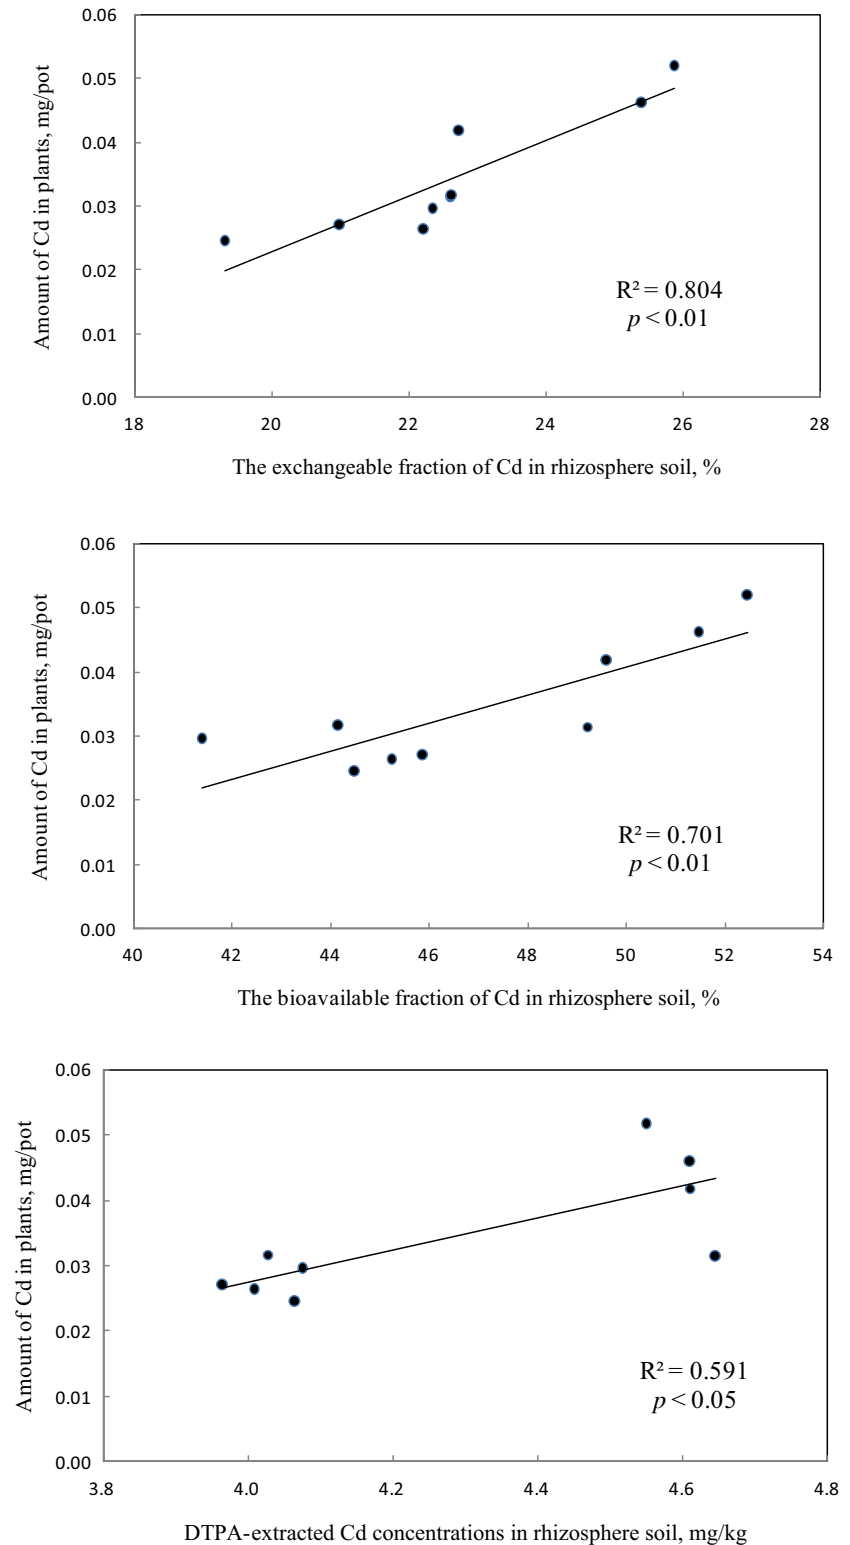 0.06
0.05
0.04
0.03
0.02
0.01
0.00
Amount of Cd in plants, mg/pot
R² = 0.804
p < 0.01
18 20 22 24 26 28
The exchangeable fraction of Cd in rhizosphere soil, %
0.06
0.05
0.04
0.03
0.02
0.01
0.00
Amount of Cd in plants, mg/pot
R² = 0.701
p < 0.01
40 42 44 46 48 50 52 54
The bioavailable fraction of Cd in rhizosphere soil, %
0.06
0.05
0.04
0.03
0.02
0.01
0.00
Amount of Cd in plants, mg/pot
R² = 0.591
p < 0.05
3.8 4.0 4.2 4.4 4.6 4.8
DTPA-extracted Cd concentrations in rhizosphere soil, mg/kg